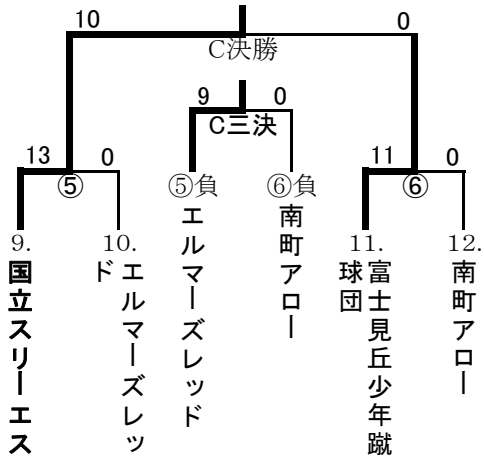 10
0
C決勝
9
0
C三決
13
0
11
0
⑤
⑥
⑤負
⑥負
エルマーズレッド
南町アロー
9.
10.
11.
12.
国立スリーエス
エルマーズレッ
ド
富士見丘少年蹴
球団
南町アロー